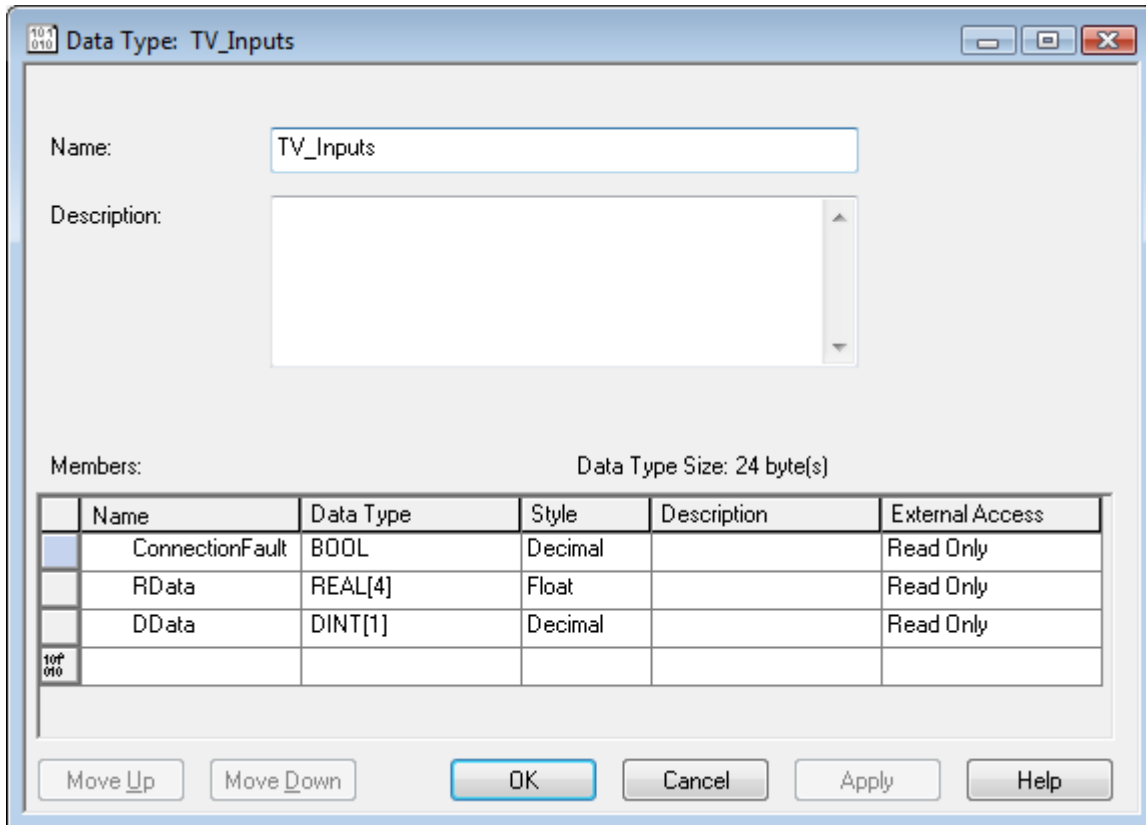 Data Type: TV_Inputs
Name: TV_Inputs
Description:
Members: Data Type Size: 24 byte(s)
Name Data Type Style Description External Access
ConnectionFault BOOL Decimal Read Only
RData REAL[4] Float Read Only
DData DINT[1] Decimal Read Only
Move Up Move Down OK Cancel Apply Help